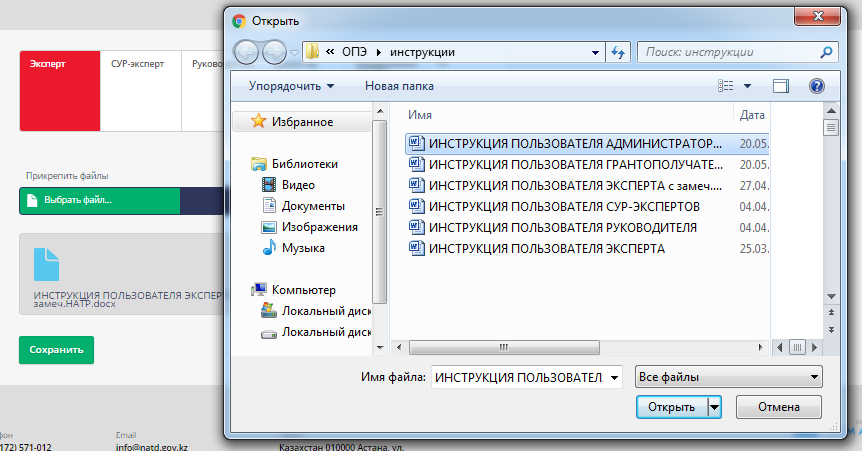 Открыть
ОПЭ
инструкции
Поиск: инструкции
Упорядочить
Новая папка
Избранное
Библиотеки
Видео
Документы
Изображения
Музыка
Компьютер
Локальный диск
Локальный диск
Имя
Дата
ИНСТРУКЦИЯ ПОЛЬЗОВАТЕЛЯ АДМИНИСТРАТОР... 20.05.
ИНСТРУКЦИЯ ПОЛЬЗОВАТЕЛЯ ГРАНТОПОЛУЧАТЕ... 20.05.
ИНСТРУКЦИЯ ПОЛЬЗОВАТЕЛЯ ЭКСПЕРТА с замеч.... 27.04.
ИНСТРУКЦИЯ ПОЛЬЗОВАТЕЛЯ СУР-ЭКСПЕРТОВ 04.04.
ИНСТРУКЦИЯ ПОЛЬЗОВАТЕЛЯ РУКОВОДИТЕЛЯ 04.04.
ИНСТРУКЦИЯ ПОЛЬЗОВАТЕЛЯ ЭКСПЕРТА 25.03.
Имя файла:
ИНСТРУКЦИЯ ПОЛЬЗОВАТЕЛ
Все файлы
Открыть
Отмена
Эксперт
СУР-эксперт
Руково
Прикрепить файлы
Выбрать файл...
ИНСТРУКЦИЯ ПОЛЬЗОВАТЕЛЯ ЭКСПЕРТ
замеч.НАТР.docx
Сохранить
фон
172) 571-012
Email
info@natd.gov.kz
Казахстан 010000 Астана, ул.